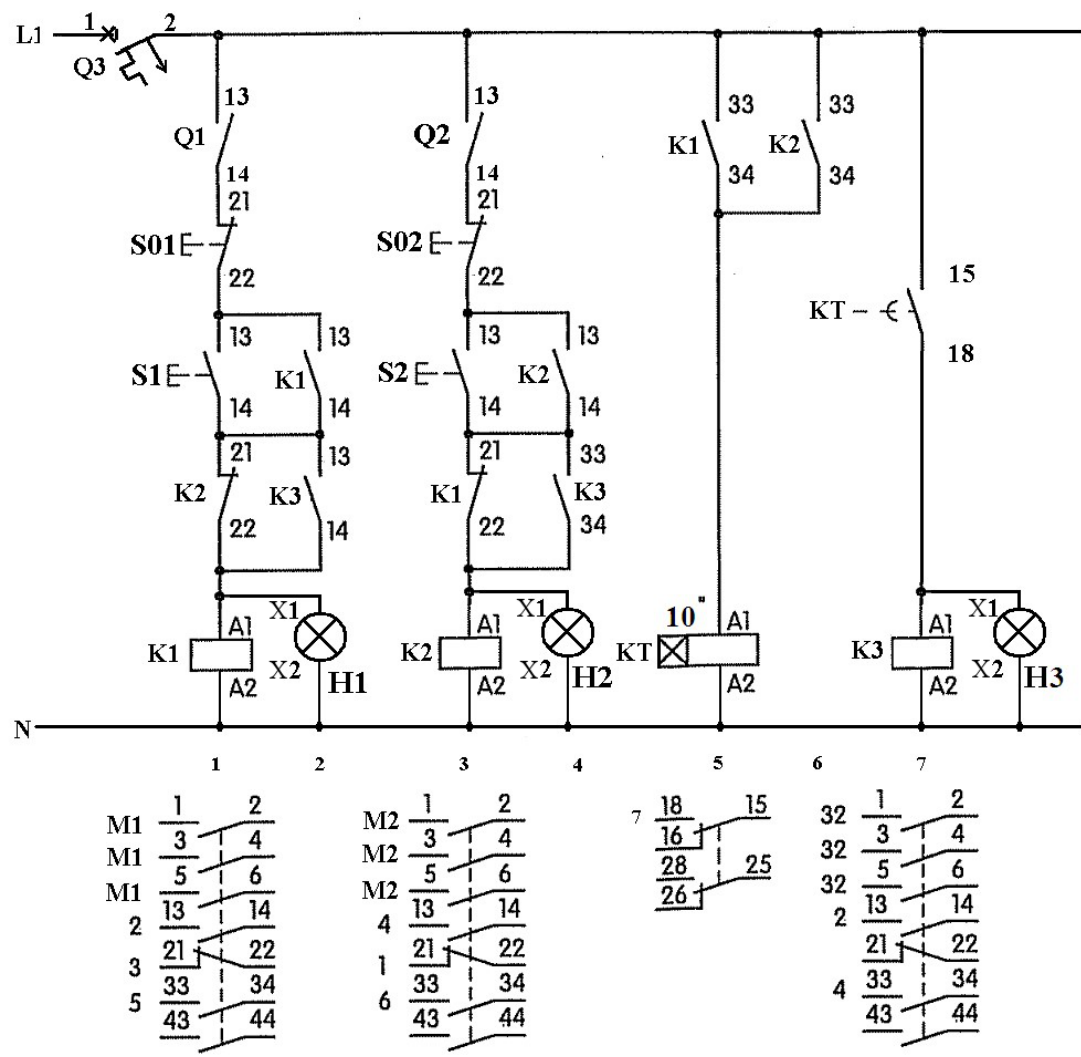 L1 1 2
Q3
13 13 33 33
Q1 Q2 K1 K2
14 14 34 34
21 21
S01 S02
22 22
15
KT
18
13 13 13 13
S1 K1 S2 K2
14 14 14 14
21 13 21 33
K2 K3 K1 K3
22 14 22 34
X1 X1 10" X1
A1 A1 A1 A1
K1 K2 KT K3
X2 X2 X2
A2 H1 A2 H2 A2 A2 H3
N
1 2 3 4 5 6 7
M1 1 2 M2 1 2 7 18 15 32 1 2
M1 3 4 M2 3 4 16 32 3 4
M1 5 6 M2 5 6 28 25 32 5 6
2 13 14 4 13 14 26 2 13 14
3 21 22 1 21 22 21 22
5 33 34 6 33 34 4 33 34
43 44 43 44 43 44